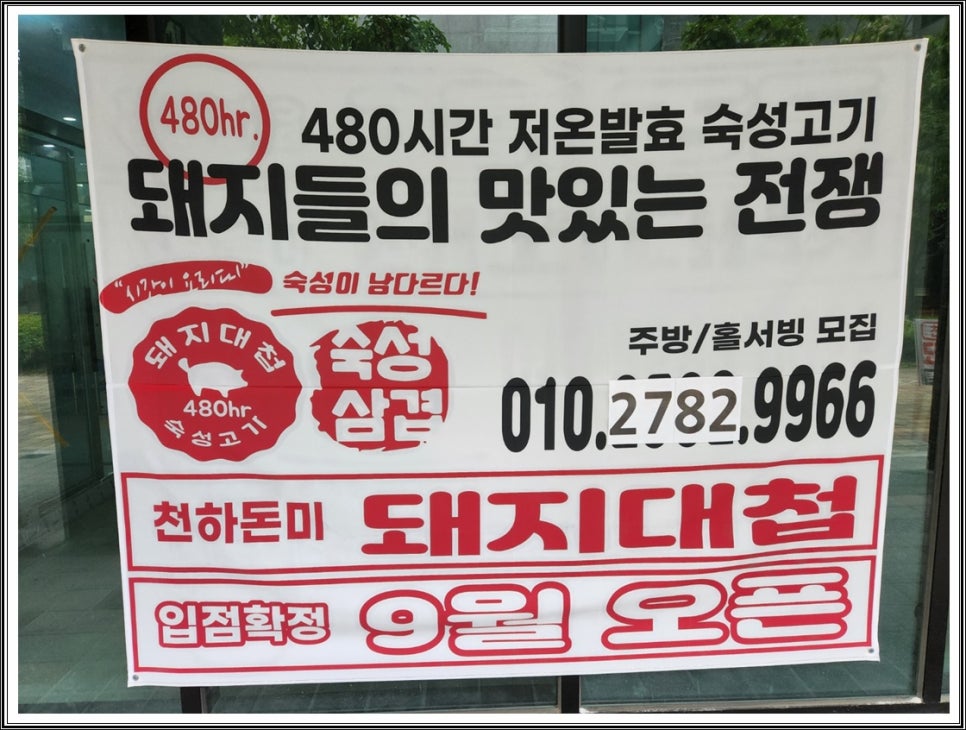 480hr.
480시간 저온발효 숙성고기
돼지들의 맛있는 전쟁
"시간이 요리다!"
숙성이 남다르다!
돼지대첩
480hr
숙성고기
숙성
삼겹
주방/홀서빙 모집
010.2782.9966
천하돈미 돼지대첩
입점확정 9월 오픈